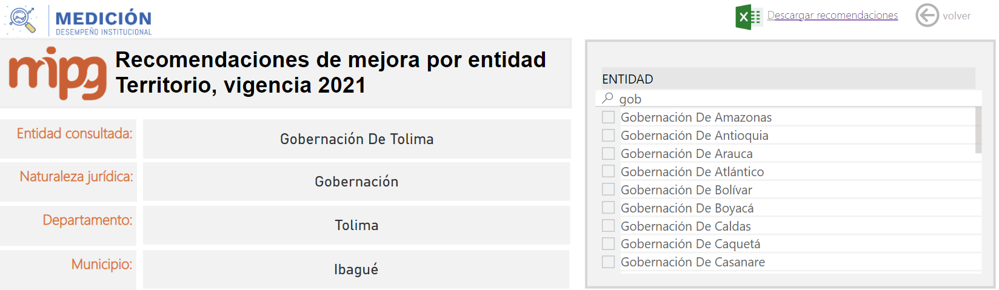 MEDICIÓN
DESEMPEÑO INSTITUCIONAL
Descargar recomendaciones
volver
mipg
Recomendaciones de mejora por entidad
Territorio, vigencia 2021
Entidad consultada:
Gobernación De Tolima
Naturaleza jurídica:
Gobernación
Departamento:
Tolima
Municipio:
Ibagué
ENTIDAD
gob
Gobernación De Amazonas
Gobernación De Antioquia
Gobernación De Arauca
Gobernación De Atlántico
Gobernación De Bolívar
Gobernación De Boyacá
Gobernación De Caldas
Gobernación De Caquetá
Gobernación De Casanare